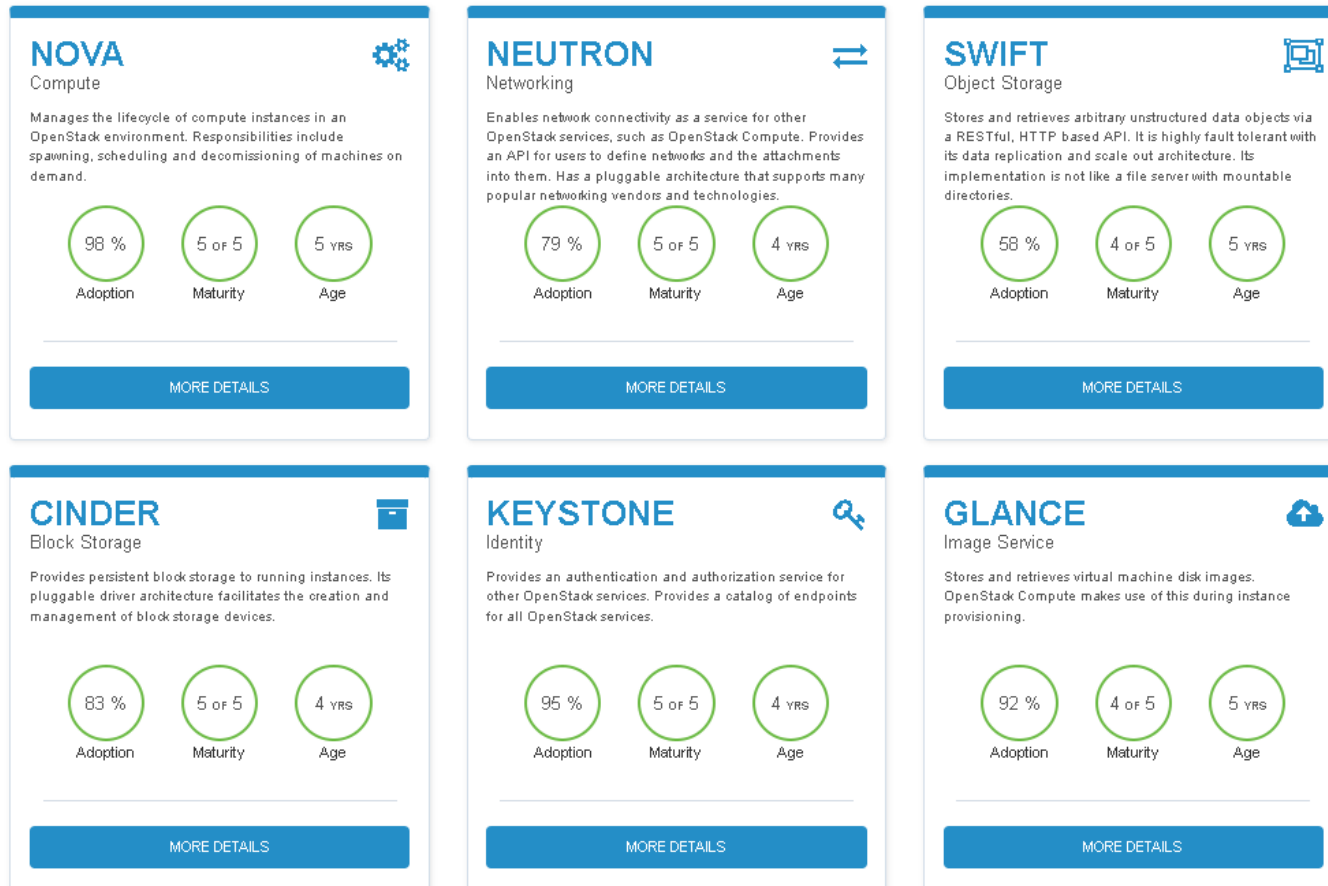 NOVA
Compute
Manages the lifecycle of compute instances in an
OpenStack environment. Responsibilities include
spawning, scheduling and decomissioning of machines on
demand.
98 %
5 OF 5
5 YRS
Adoption
Maturity
Age
MORE DETAILS
NEUTRON
Networking
Enables network connectivity as a service for other
OpenStack services, such as OpenStack Compute. Provides
an API for users to define networks and the attachments
into them. Has a pluggable architecture that supports many
popular networking vendors and technologies.
79 %
5 OF 5
4 YRS
Adoption
Maturity
Age
MORE DETAILS
SWIFT
Object Storage
Stores and retrieves arbitrary unstructured data objects via
a RESTful, HTTP based API. It is highly fault tolerant with
its data replication and scale out architecture. Its
implementation is not like a file server with mountable
directories.
58 %
4 OF 5
5 YRS
Adoption
Maturity
Age
MORE DETAILS
CINDER
Block Storage
Provides persistent block storage to running instances. Its
pluggable driver architecture facilitates the creation and
management of block storage devices.
83 %
5 OF 5
4 YRS
Adoption
Maturity
Age
MORE DETAILS
KEYSTONE
Identity
Provides an authentication and authorization service for
other OpenStack services. Provides a catalog of endpoints
for all OpenStack services.
95 %
5 OF 5
4 YRS
Adoption
Maturity
Age
MORE DETAILS
GLANCE
Image Service
Stores and retrieves virtual machine disk images.
OpenStack Compute makes use of this during instance
provisioning.
92 %
4 OF 5
5 YRS
Adoption
Maturity
Age
MORE DETAILS